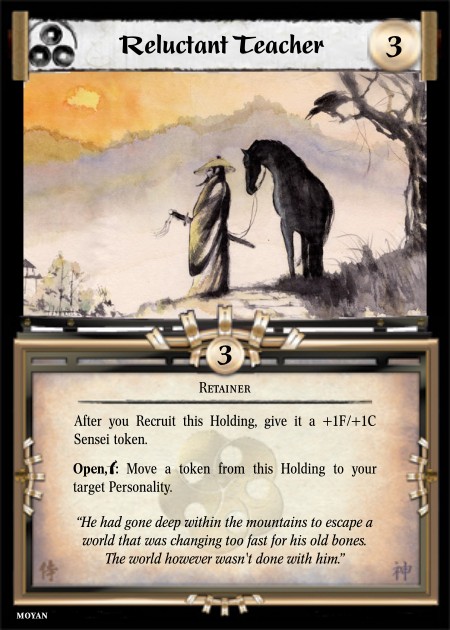 Reluctant Teacher
3
3
Retainer
After you Recruit this Holding, give it a +1F/+1C
Sensei token.
Open, : Move a token from this Holding to your
target Personality.
“He had gone deep within the mountains to escape a
world that was changing too fast for his old bones.
The world however wasn't done with him.”
侍
神
MOYAN